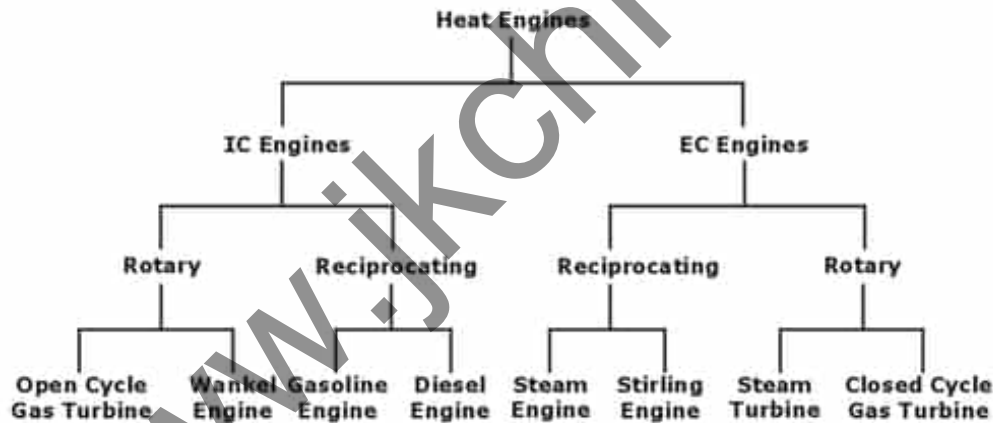 Heat Engines
IC Engines
EC Engines
Rotary
Reciprocating
Reciprocating
Rotary
Open Cycle
Gas Turbine
Wankel
Engine
Gasoline
Engine
Diesel
Engine
Steam
Engine
Stirling
Engine
Steam
Turbine
Closed Cycle
Gas Turbine
w.jkch